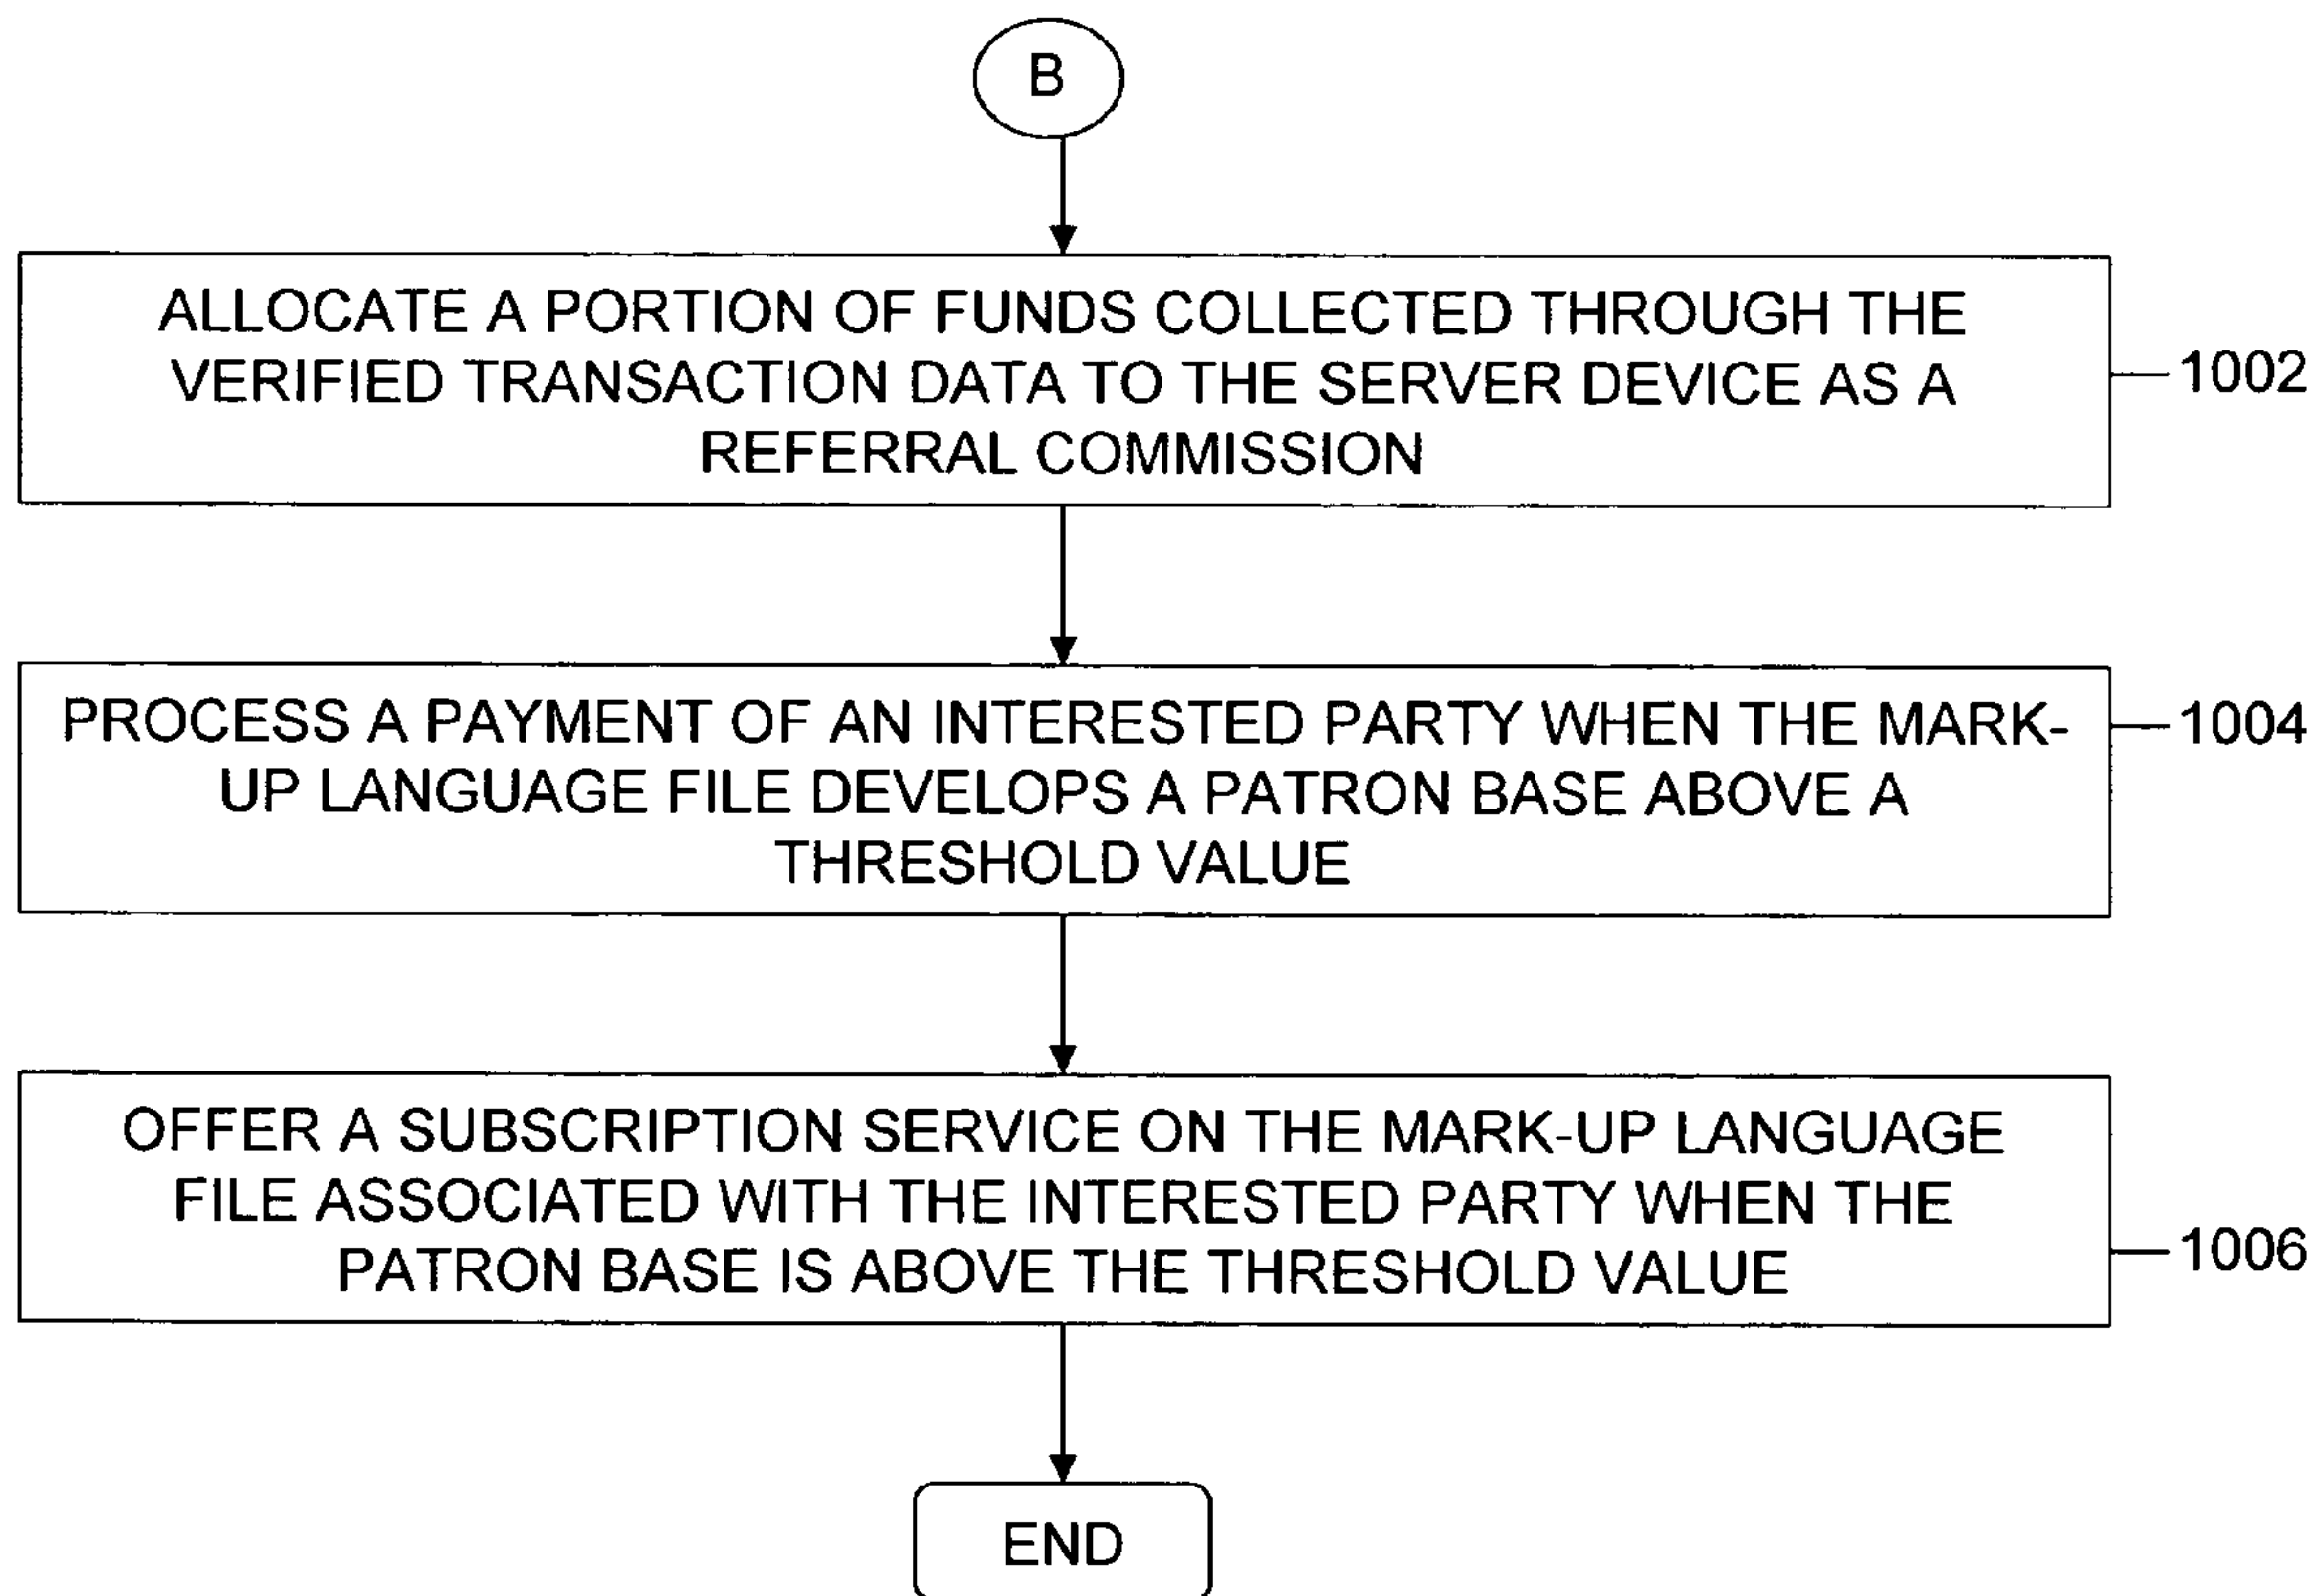 B
ALLOCATE A PORTION OF FUNDS COLLECTED THROUGH THE
VERIFIED TRANSACTION DATA TO THE SERVER DEVICE AS A
REFERRAL COMMISSION
1002
PROCESS A PAYMENT OF AN INTERESTED PARTY WHEN THE MARK-
UP LANGUAGE FILE DEVELOPS A PATRON BASE ABOVE A
THRESHOLD VALUE
1004
OFFER A SUBSCRIPTION SERVICE ON THE MARK-UP LANGUAGE
FILE ASSOCIATED WITH THE INTERESTED PARTY WHEN THE
PATRON BASE IS ABOVE THE THRESHOLD VALUE
1006
END